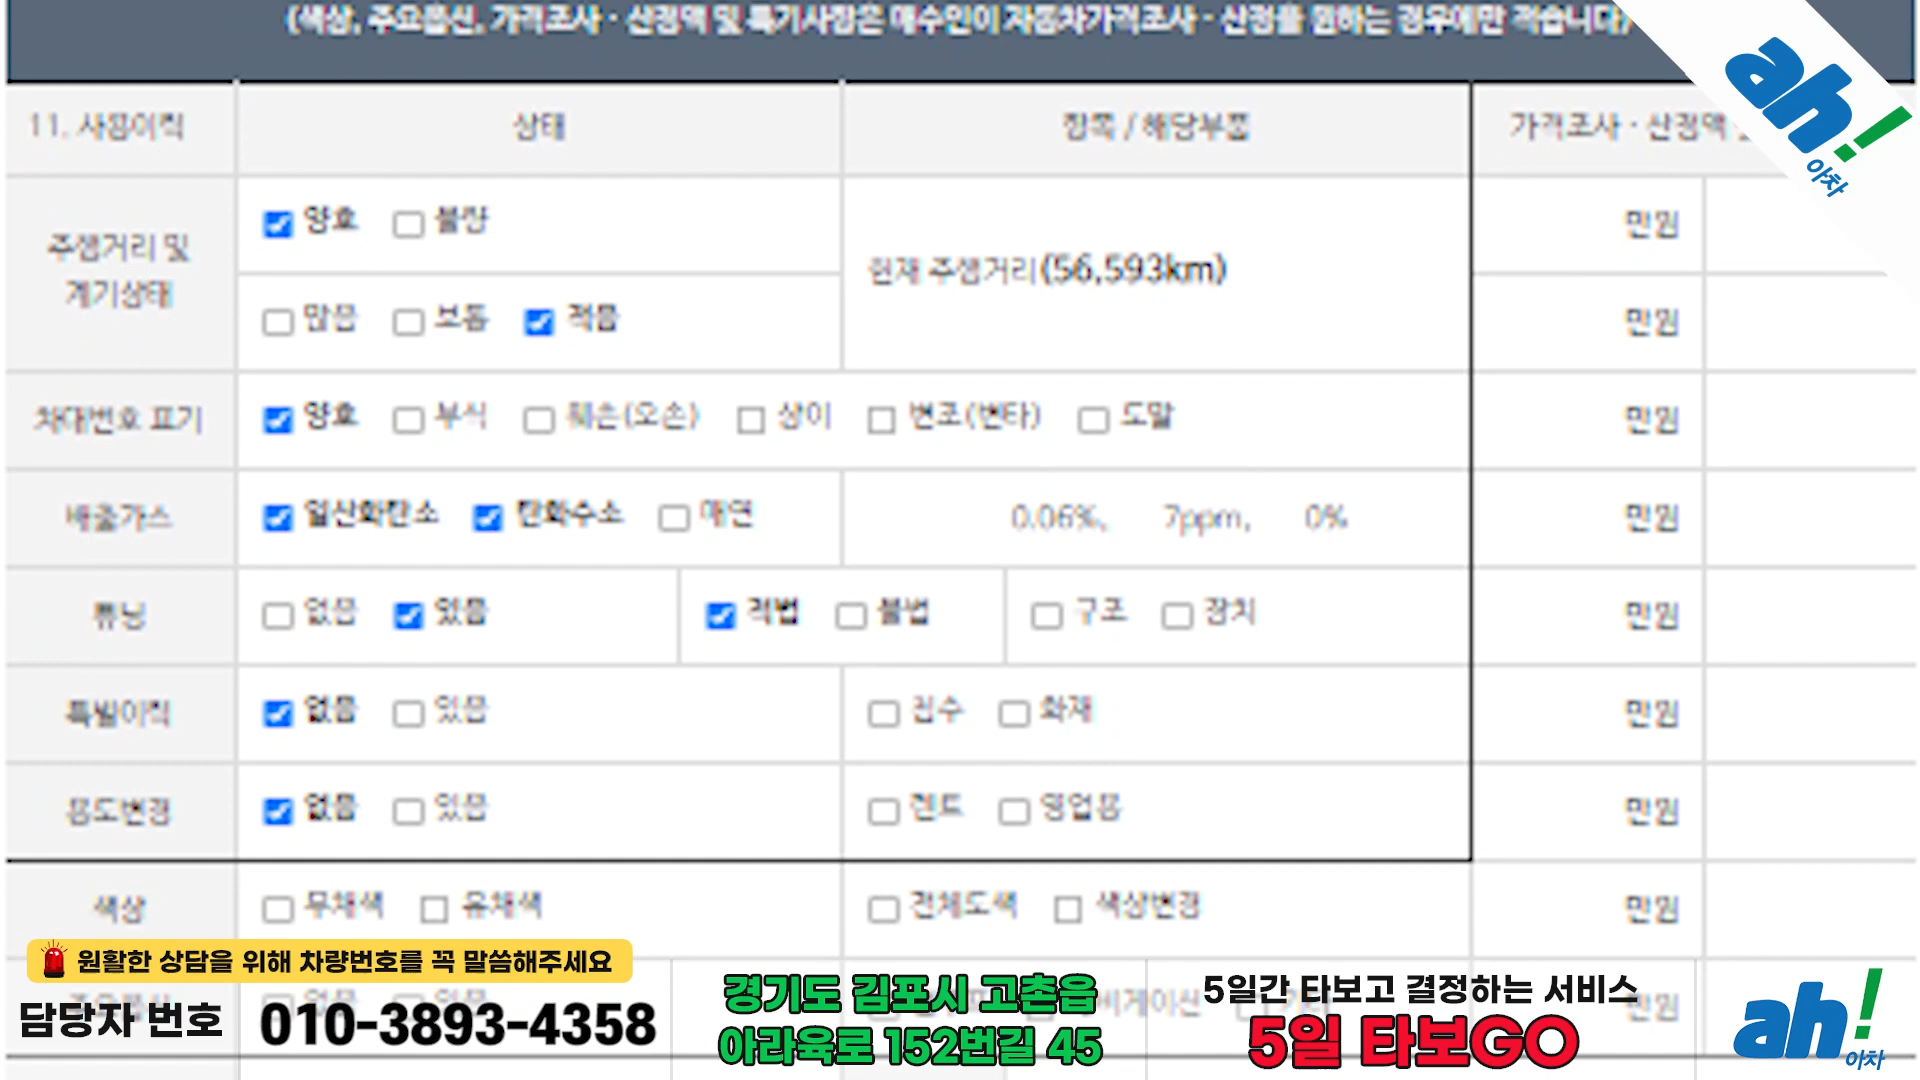 (색상, 주요옵션, 가격조사 · 산정액 및 특기사항은 매수인이 자동차가격조사 · 산정을 원하는 경우에만 적습니다)
11. 사용이력 상태 항목 / 해당부품 가격조사 · 산정액
ah!
아차
주행거리 및
계기상태
양호 불량
현재 주행거리(56,593km)
만원
많음 보통 적음
만원
차대번호 표기 양호 부식 훼손(오손) 상이 변조(변타) 도말 만원
배출가스 일산화탄소 탄화수소 매연 0.06%, 7ppm, 0% 만원
튜닝 없음 있음 적법 불법 구조 장치 만원
특별이력 없음 있음 침수 화재 만원
용도변경 없음 있음 렌트 영업용 만원
색상 무채색 유채색 전체도색 색상변경 만원
원활한 상담을 위해 차량번호를 꼭 말씀해주세요
담당자 번호 010-3893-4358
경기도 김포시 고촌읍
아라육로 152번길 45
5일간 타보고 결정하는 서비스
5일 타보GO
만원
ah!
아차